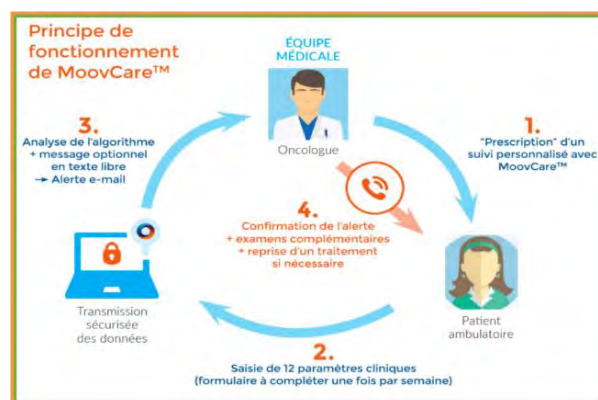 Principe de
fonctionnement
de MoovCare™
ÉQUIPE
MÉDICALE
Oncologue
1.
"Prescription" d'un
suivi personnalisé avec
MoovCare™
Patient
ambulatoire
2.
Saisie de 12 paramètres cliniques
(formulaire à compléter une fois par semaine)
Transmission
sécurisée
des données
3.
Analyse de l'algorithme
+ message optionnel
en texte libre
→ Alerte e-mail
4.
Confirmation de l'alerte
+ examens complémentaires
+ reprise d'un traitement
si nécessaire